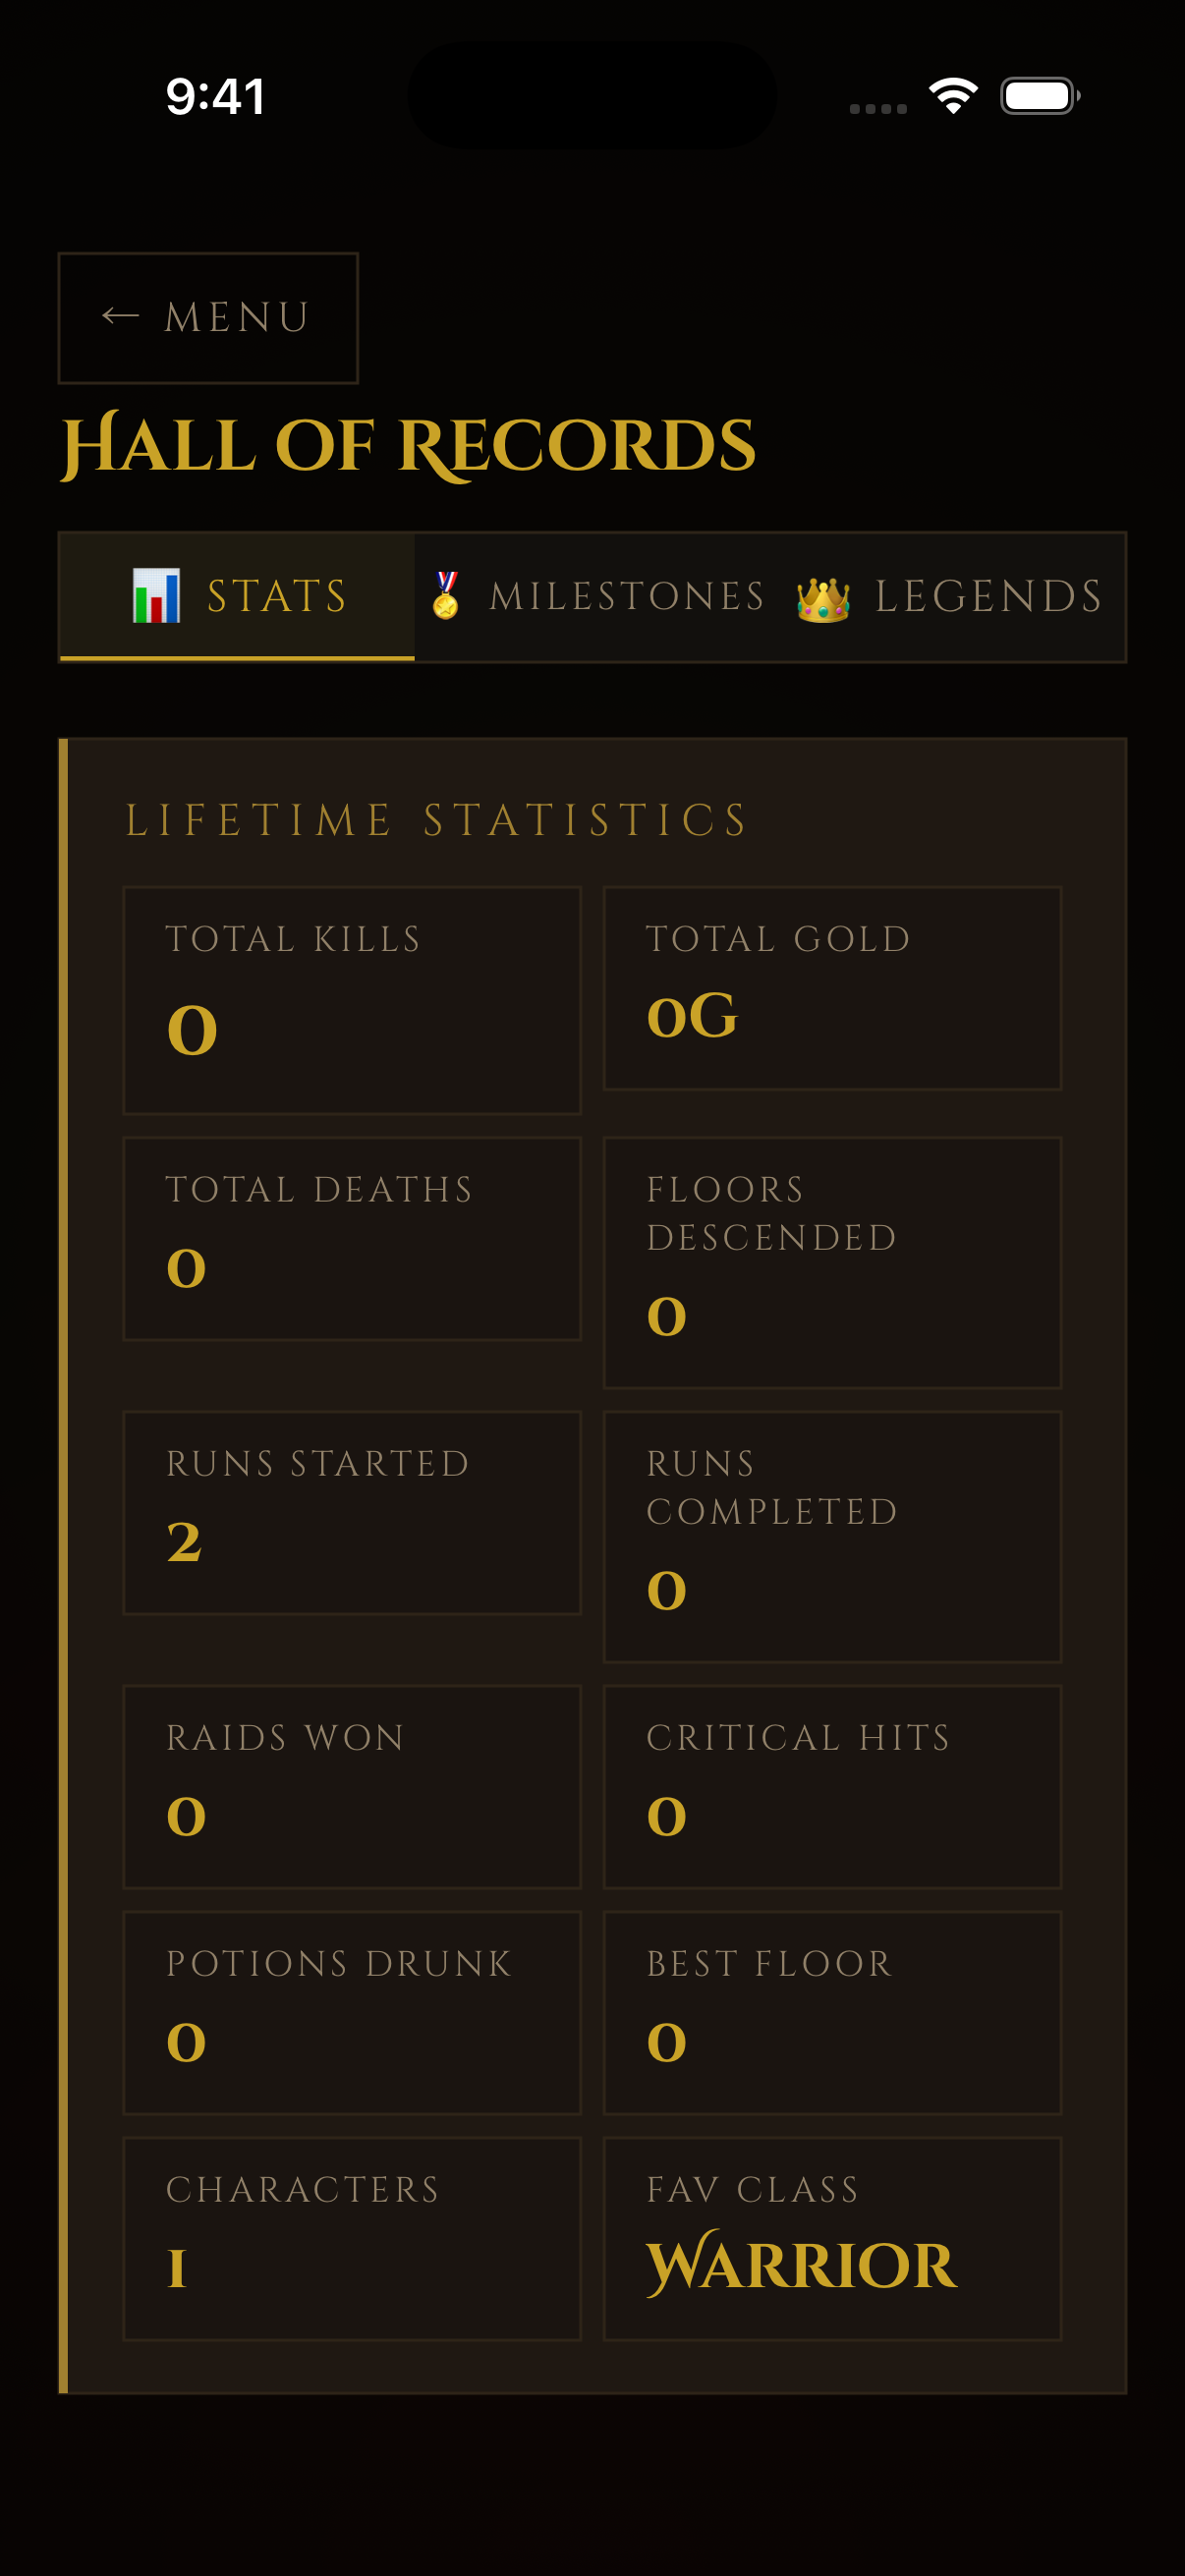 9:41
← MENU
HALL OF RECORDS
STATS
MILESTONES
LEGENDS
LIFETIME STATISTICS
TOTAL KILLS
0
TOTAL GOLD
0G
TOTAL DEATHS
0
FLOORS
DESCENDED
0
RUNS STARTED
2
RUNS
COMPLETED
0
RAIDS WON
0
CRITICAL HITS
0
POTIONS DRUNK
0
BEST FLOOR
0
CHARACTERS
1
FAV CLASS
WARRIOR